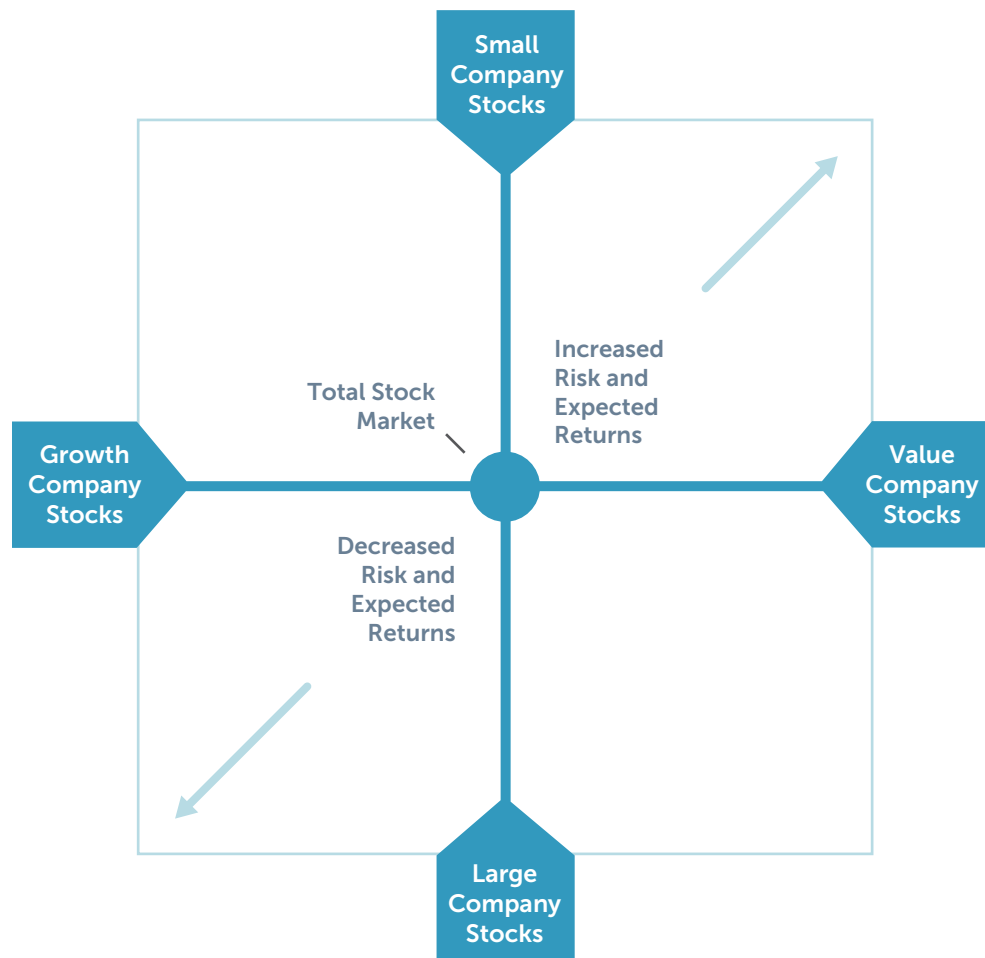 Small
Company
Stocks
Increased
Risk and
Expected
Returns
Total Stock
Market
Growth
Company
Stocks
Value
Company
Stocks
Decreased
Risk and
Expected
Returns
Large
Company
Stocks